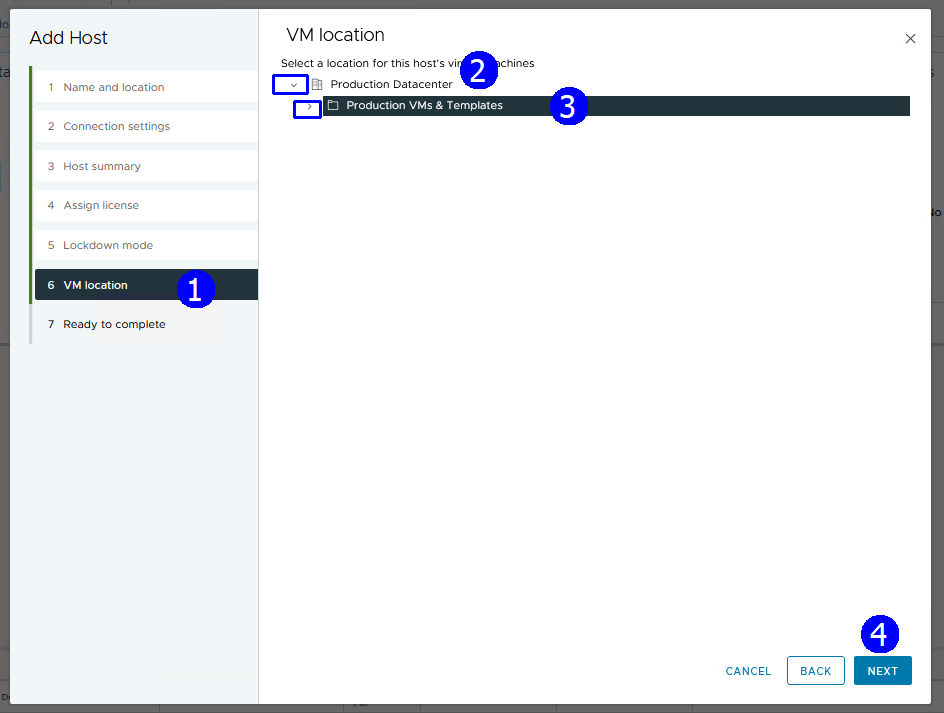 Add Host
1 Name and location
2 Connection settings
3 Host summary
4 Assign license
5 Lockdown mode
6 VM location
1
7 Ready to complete
VM location
Select a location for this host's vir achines
2
Production Datacenter
Production VMs & Templates
3
4
CANCEL
BACK
NEXT
No